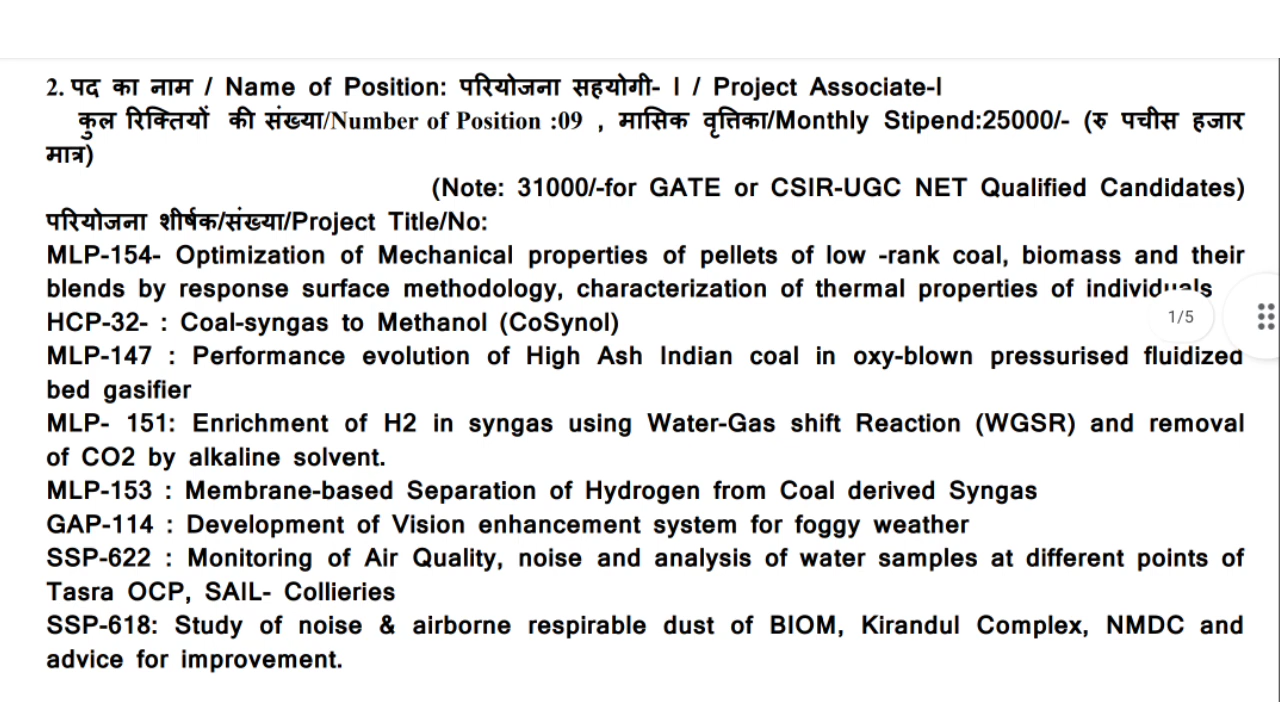 2. पद का नाम / Name of Position: परियोजना सहयोगी- I / Project Associate-I
कुल रिक्तियों की संख्या/Number of Position :09 , मासिक वृत्तिका/Monthly Stipend:25000/- (रु पचीस हजार
मात्र)
(Note: 31000/-for GATE or CSIR-UGC NET Qualified Candidates)
परियोजना शीर्षक/संख्या/Project Title/No:
MLP-154- Optimization of Mechanical properties of pellets of low -rank coal, biomass and their
blends by response surface methodology, characterization of thermal properties of individuals
HCP-32- : Coal-syngas to Methanol (CoSynol)
1/5
MLP-147 : Performance evolution of High Ash Indian coal in oxy-blown pressurised fluidized
bed gasifier
MLP- 151: Enrichment of H2 in syngas using Water-Gas shift Reaction (WGSR) and removal
of CO2 by alkaline solvent.
MLP-153 : Membrane-based Separation of Hydrogen from Coal derived Syngas
GAP-114 : Development of Vision enhancement system for foggy weather
SSP-622 : Monitoring of Air Quality, noise and analysis of water samples at different points of
Tasra OCP, SAIL- Collieries
SSP-618: Study of noise & airborne respirable dust of BIOM, Kirandul Complex, NMDC and
advice for improvement.